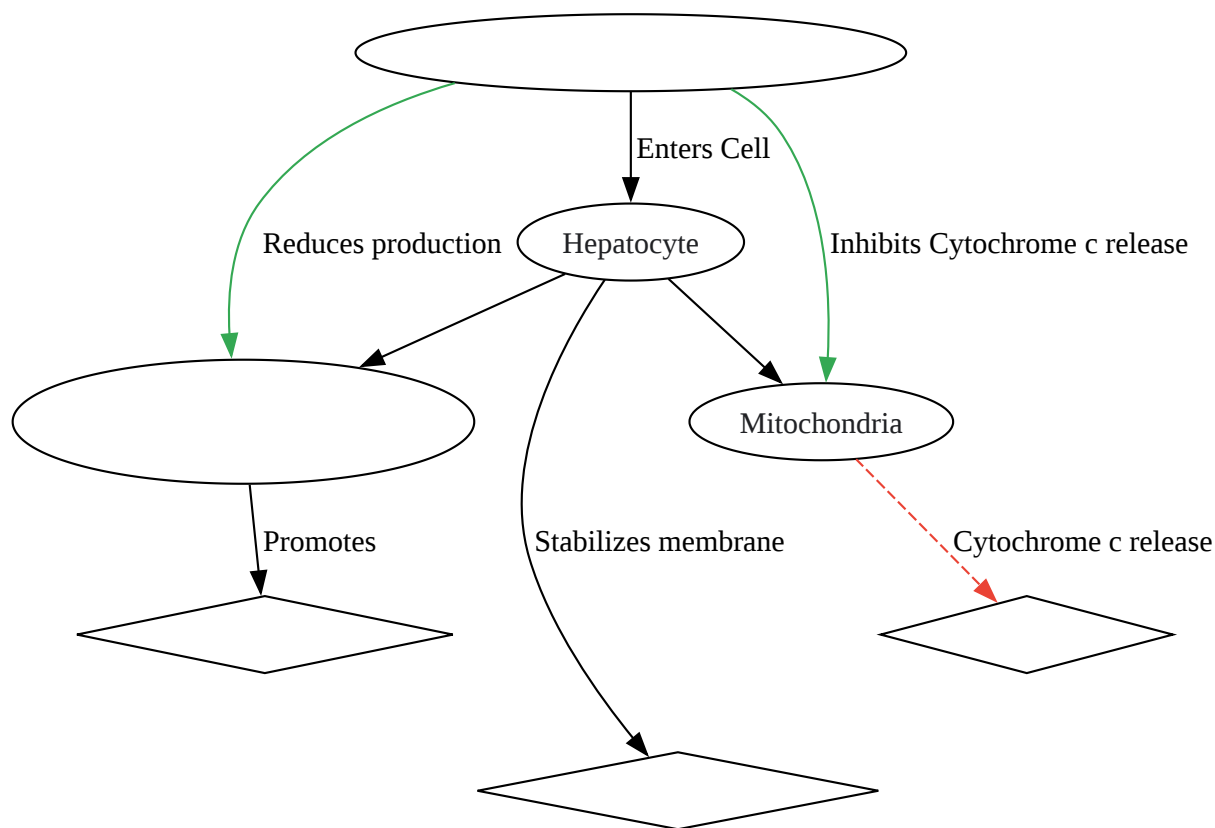 Enters Cell
Reduces production
Hepatocyte
Inhibits Cytochrome c release
Mitochondria
Promotes
Stabilizes membrane
Cytochrome c release